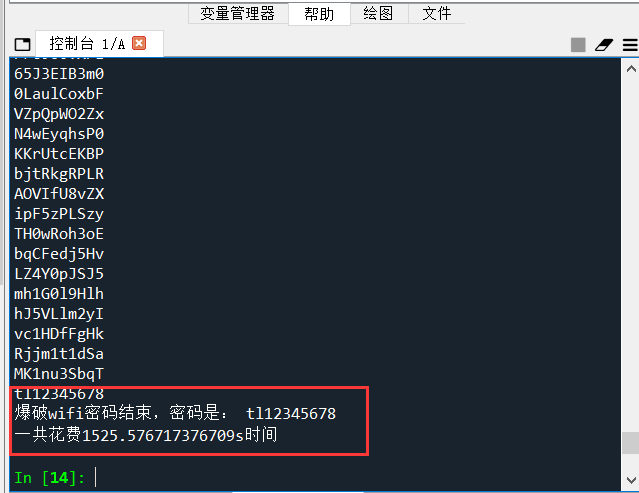 变量管理器 帮助 绘图 文件
控制台 1/A
65J3EIB3m0
0LaulCoxbF
VZpQpWO2Zx
N4wEyqhsP0
KKrUtcEKBP
bjtRkgRPLR
AOVIfU8vZX
ipF5zPLSzy
TH0wRoh3oE
bqCFedj5Hv
LZ4Y0pJSJ5
mh1G0l9Hlh
hJ5VLlm2yI
vc1HDfFgHk
Rjjm1t1dSa
MK1nu3SbqT
tl12345678
爆破wifi密码结束，密码是： tl12345678
一共花费1525.576717376709s时间
In [14]: